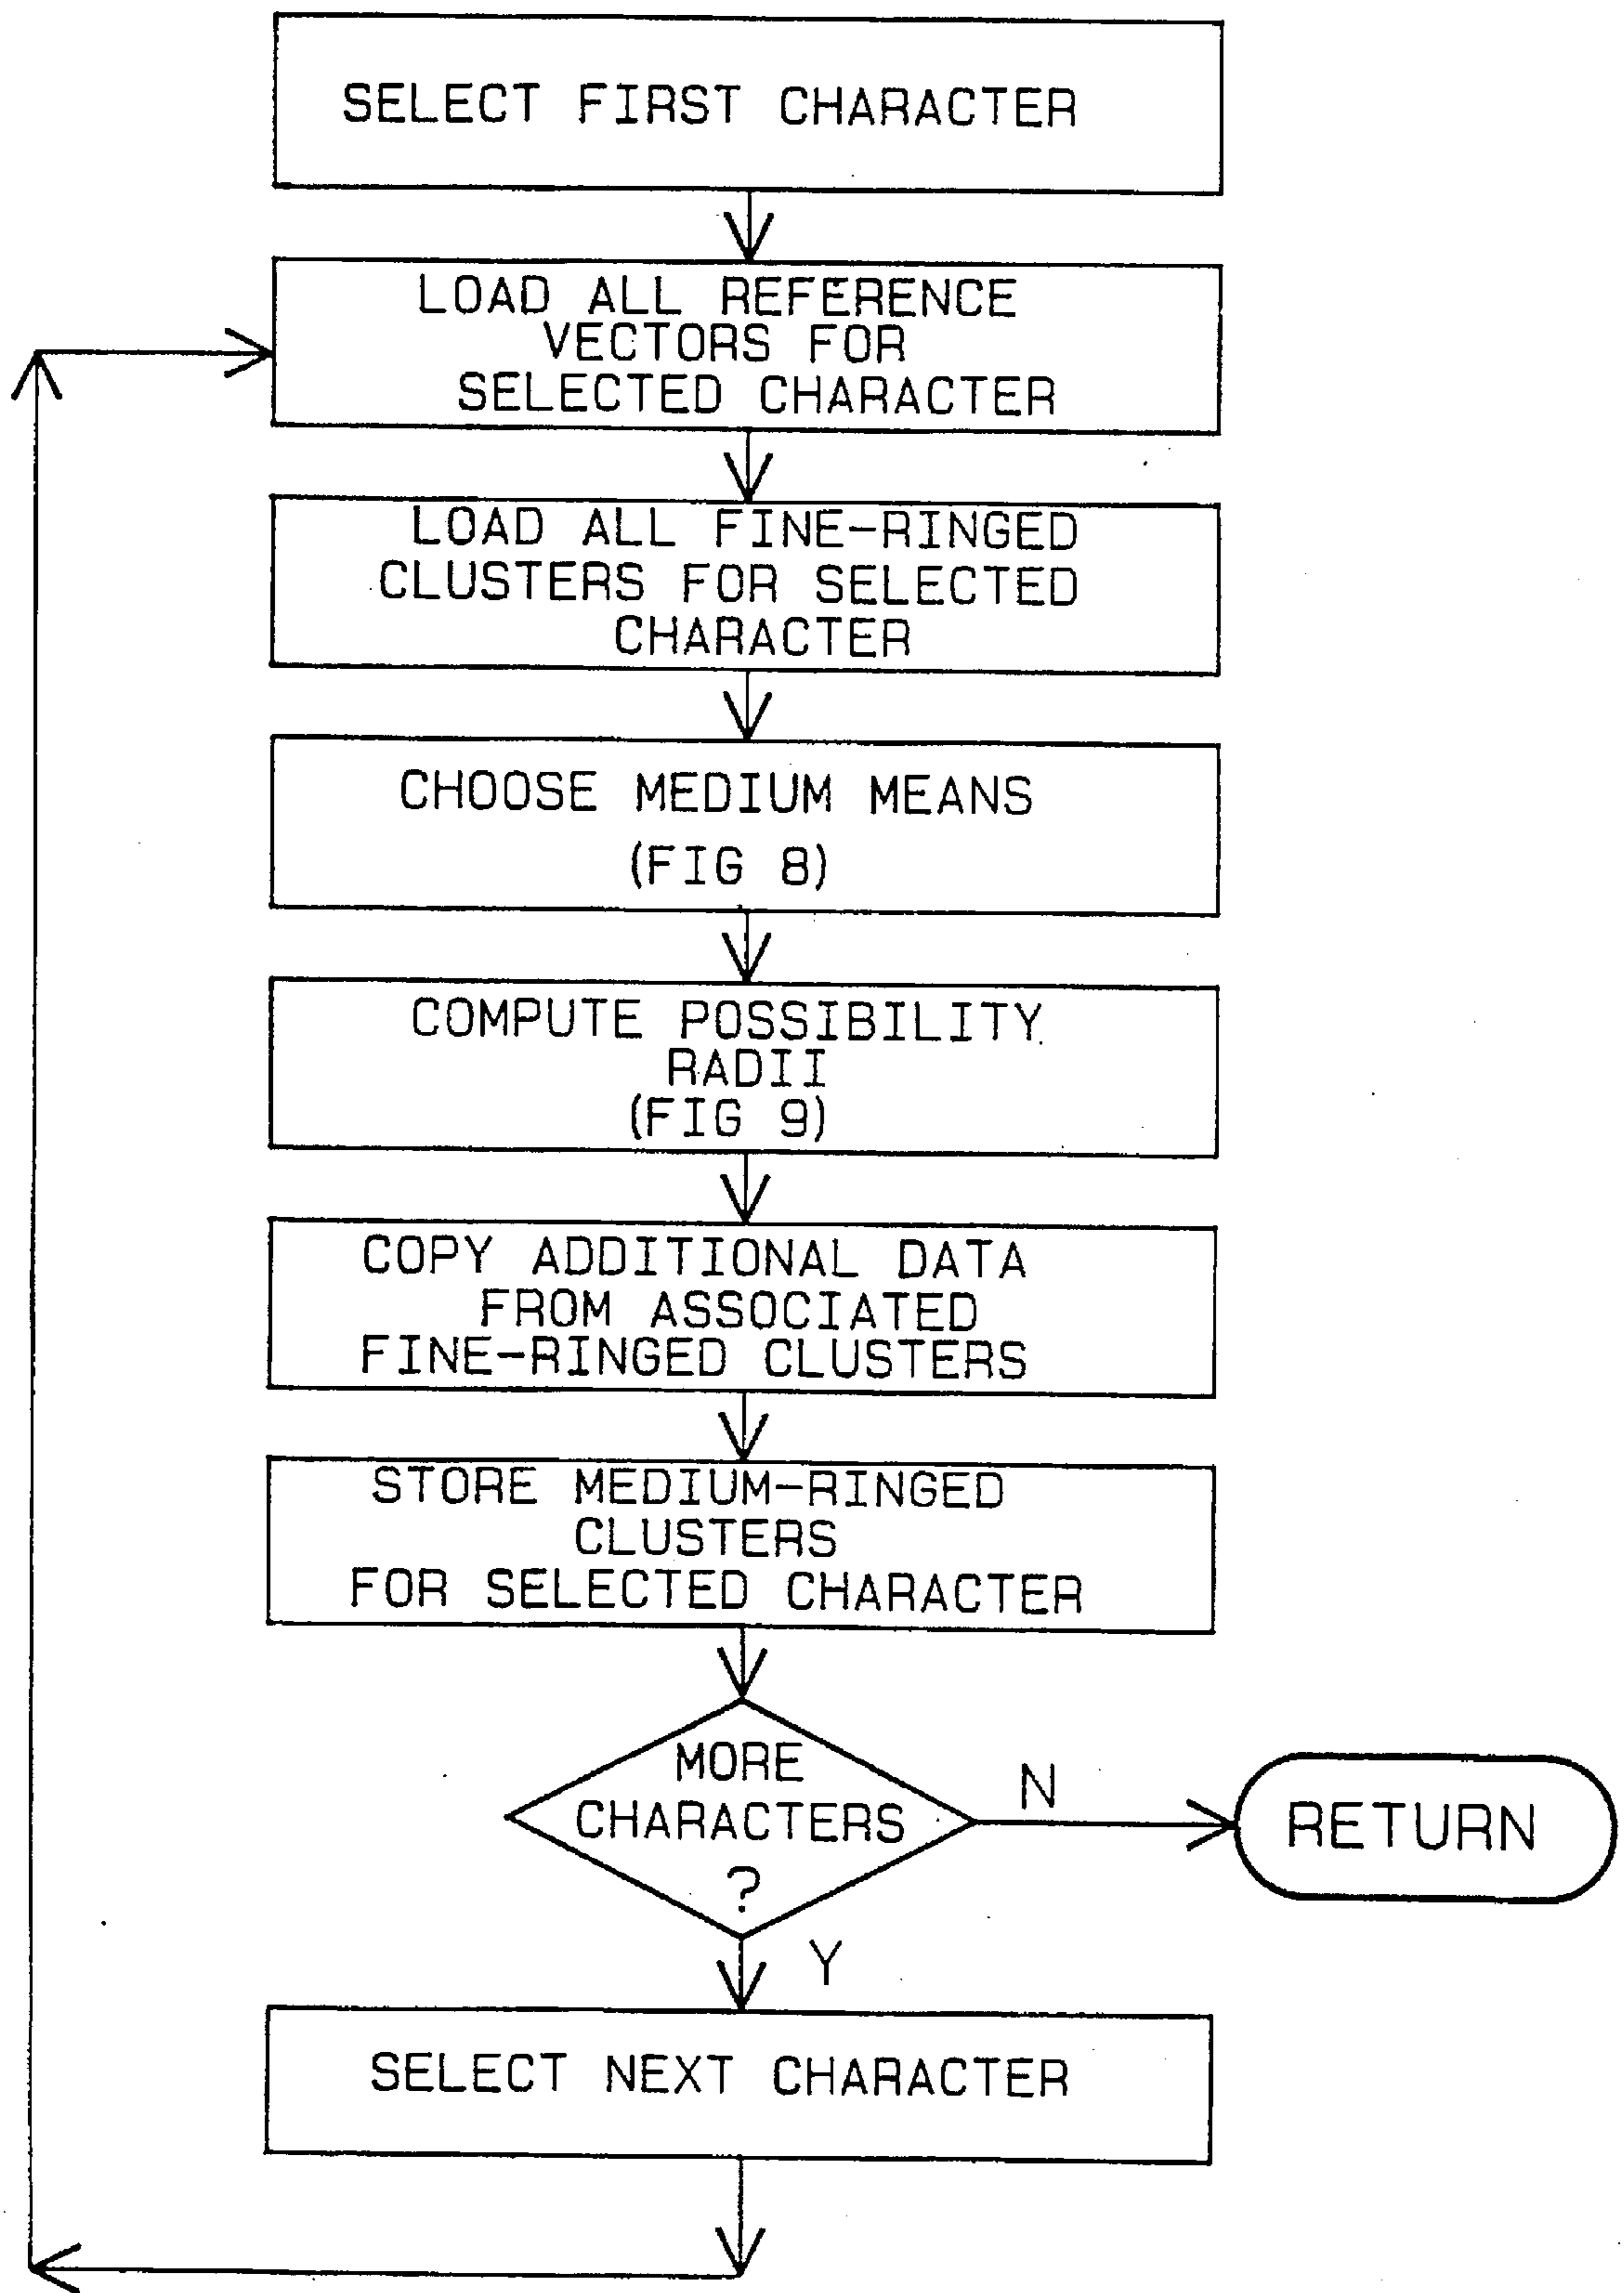 SELECT FIRST CHARACTER
LOAD ALL REFERENCE
VECTORS FOR
SELECTED CHARACTER
LOAD ALL FINE-RINGED
CLUSTERS FOR SELECTED
CHARACTER
CHOOSE MEDIUM MEANS
(FIG 8)
COMPUTE POSSIBILITY
RADII
(FIG 9)
COPY ADDITIONAL DATA
FROM ASSOCIATED
FINE-RINGED CLUSTERS
STORE MEDIUM-RINGED
CLUSTERS
FOR SELECTED CHARACTER
MORE
CHARACTERS
?
N
RETURN
Y
SELECT NEXT CHARACTER